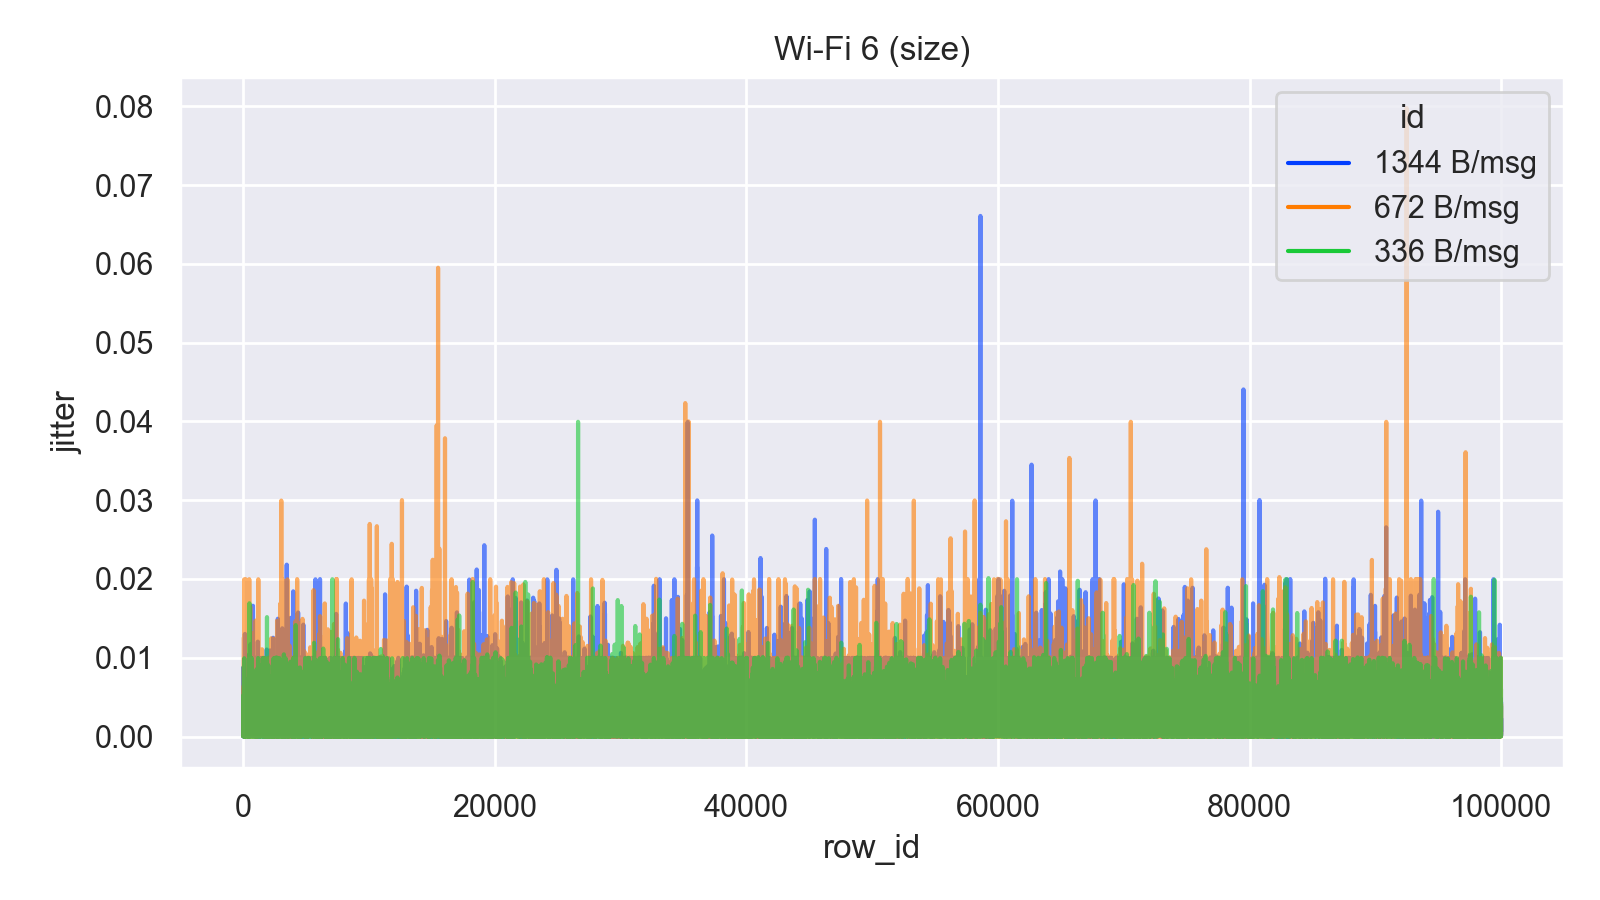 Wi-Fi 6 (size)
0.08
0.07
0.06
0.05
0.04
0.03
0.02
0.01
0.00
jitter
id
1344 B/msg
672 B/msg
336 B/msg
0 20000 40000 60000 80000 100000
row_id